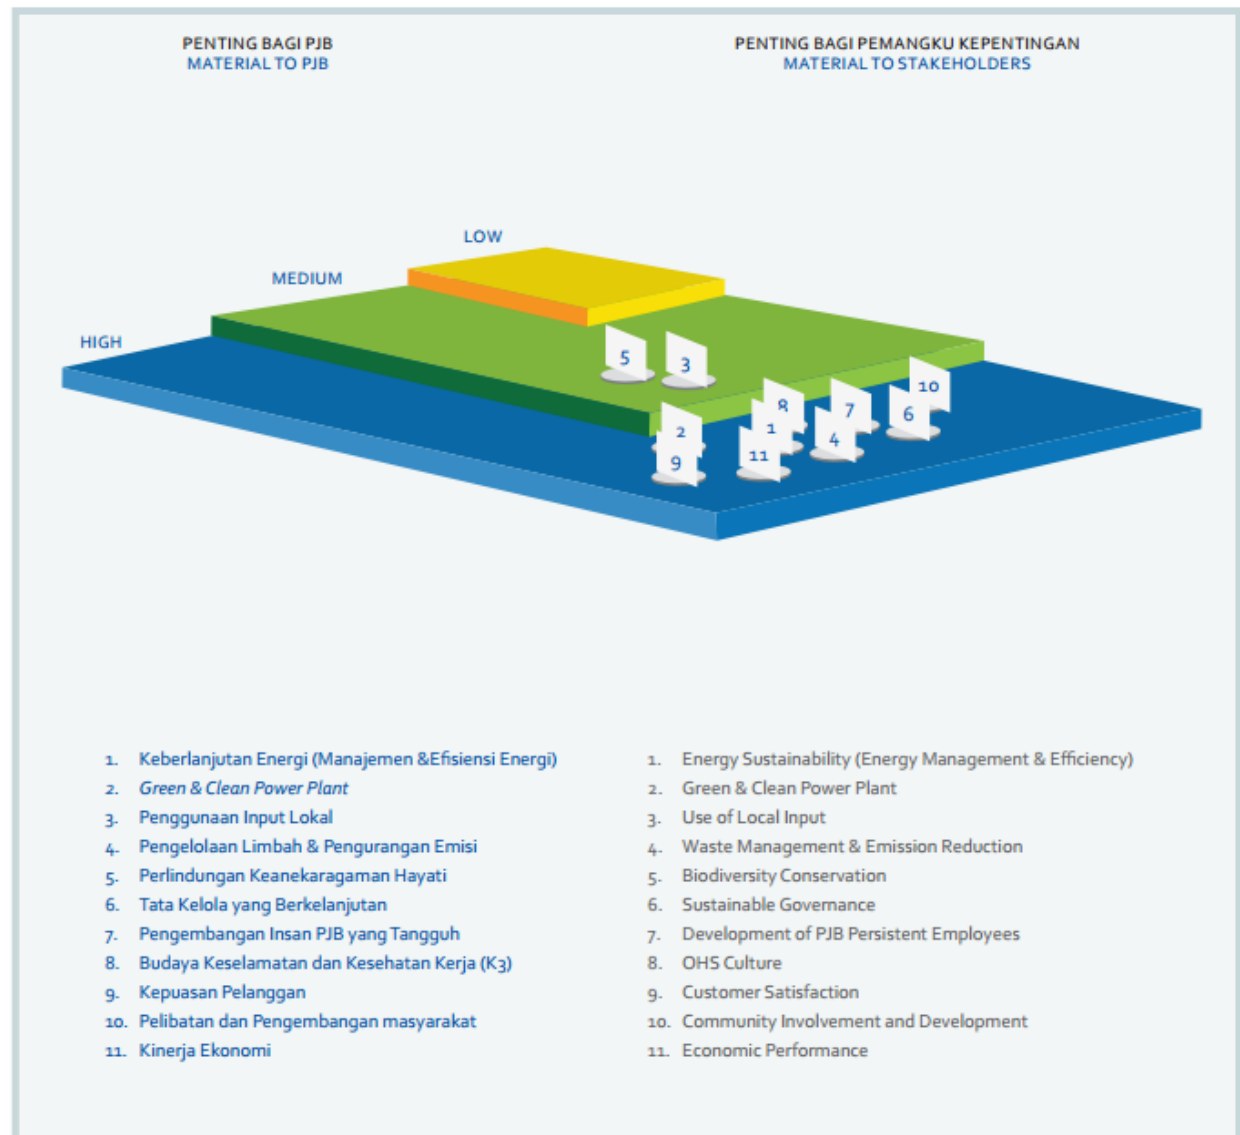 PENTING BAGI PJB
MATERIAL TO PJB
PENTING BAGI PEMANGKU KEPENTINGAN
MATERIAL TO STAKEHOLDERS
LOW
MEDIUM
HIGH
5
3
10
8
7
6
2
1
4
9
11
1. Keberlanjutan Energi (Manajemen &Efisiensi Energi)
2. Green & Clean Power Plant
3. Penggunaan Input Lokal
4. Pengelolaan Limbah & Pengurangan Emisi
5. Perlindungan Keanekaragaman Hayati
6. Tata Kelola yang Berkelanjutan
7. Pengembangan Insan PJB yang Tangguh
8. Budaya Keselamatan dan Kesehatan Kerja (K3)
9. Kepuasan Pelanggan
10. Pelibatan dan Pengembangan masyarakat
11. Kinerja Ekonomi
1. Energy Sustainability (Energy Management & Efficiency)
2. Green & Clean Power Plant
3. Use of Local Input
4. Waste Management & Emission Reduction
5. Biodiversity Conservation
6. Sustainable Governance
7. Development of PJB Persistent Employees
8. OHS Culture
9. Customer Satisfaction
10. Community Involvement and Development
11. Economic Performance